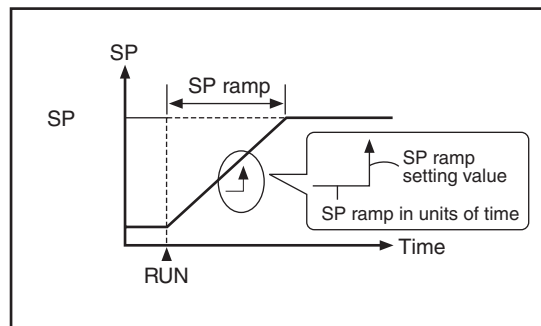 SP
SP ramp
SP
SP ramp
setting value
SP ramp in units of time
Time
RUN